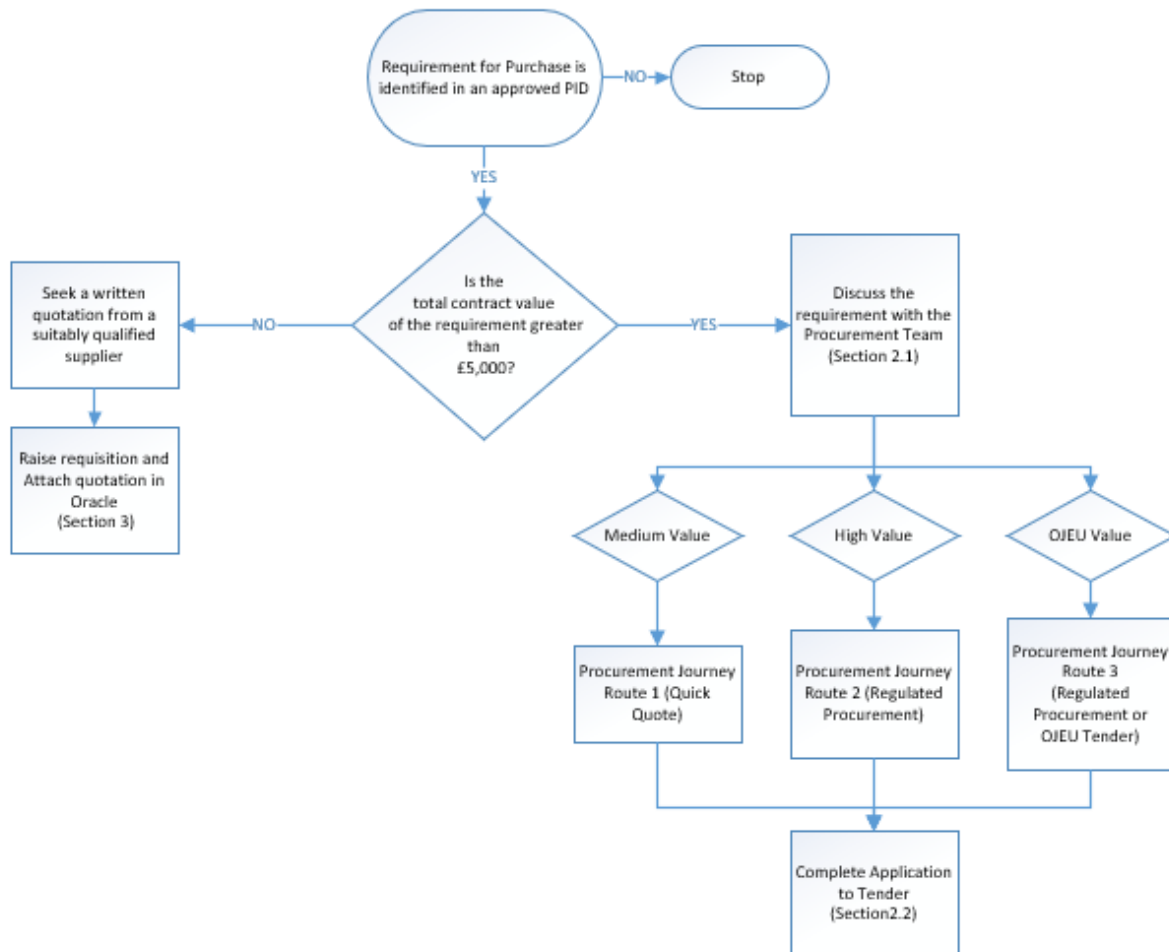 Requirement for Purchase is
identified in an approved PID
NO
Stop
YES
Is the
total contract value
of the requirement greater
than
£5,000?
NO
YES
Seek a written
quotation from a
suitably qualified
supplier
Discuss the
requirement with the
Procurement Team
(Section 2.1)
Raise requisition and
Attach quotation in
Oracle
(Section 3)
Medium Value
High Value
OJEU Value
Procurement Journey
Route 1 (Quick
Quote)
Procurement Journey
Route 2 (Regulated
Procurement)
Procurement Journey
Route 3
(Regulated
Procurement or
OJEU Tender)
Complete Application
to Tender
(Section2.2)